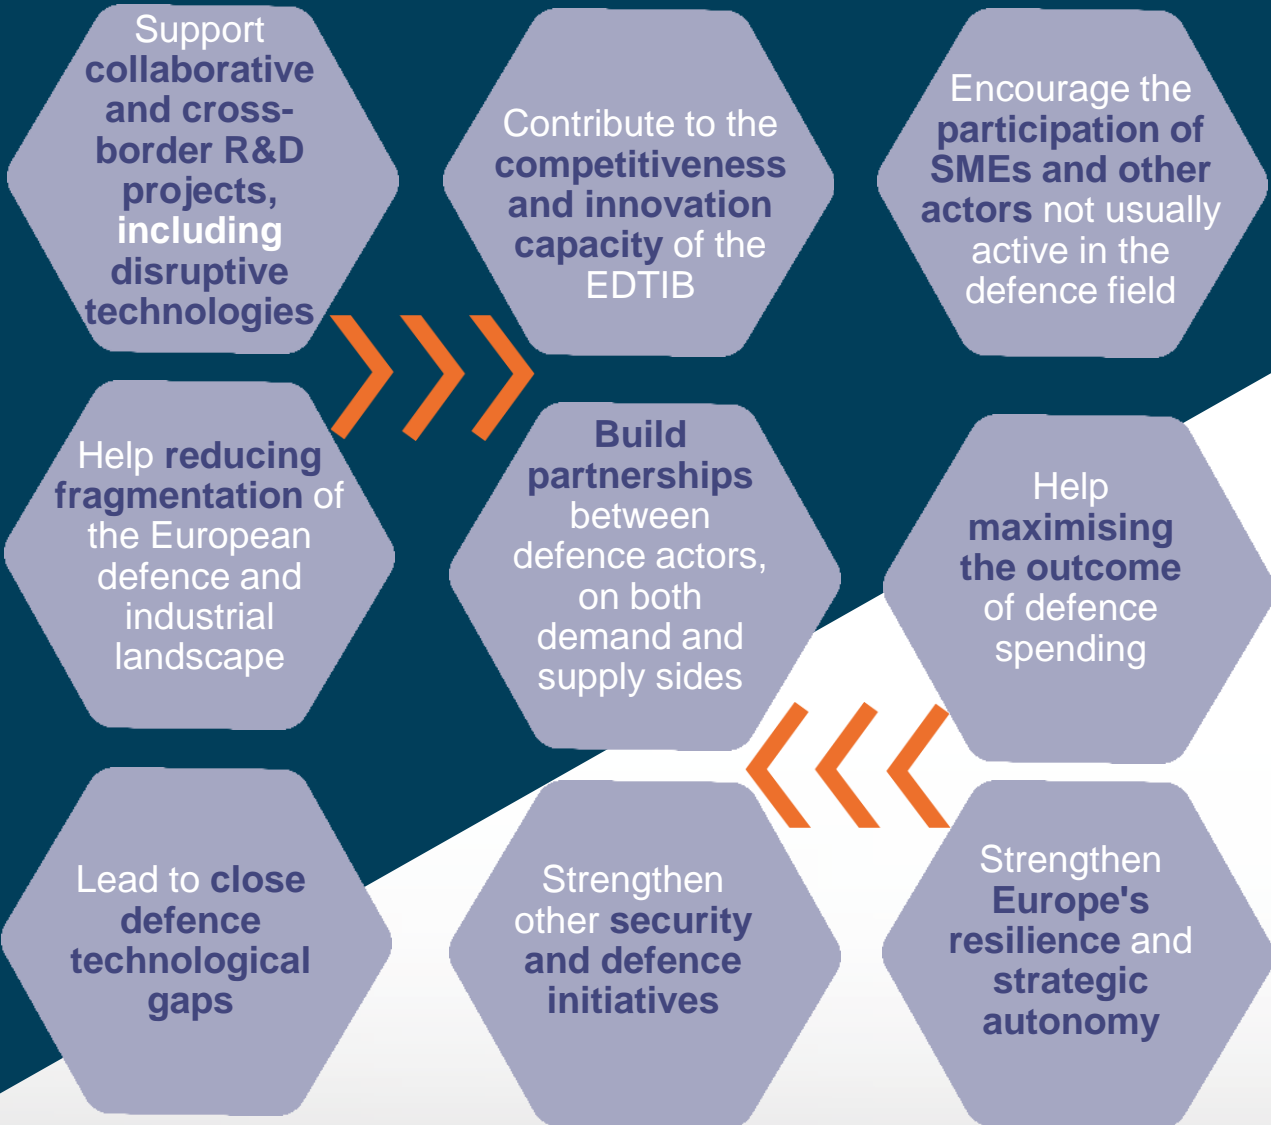 Support
collaborative
and cross-
border R&D
projects,
including
disruptive
technologies
Contribute to the
competitiveness
and innovation
capacity of the
EDTIB
Encourage the
participation of
SMEs and other
actors not usually
active in the
defence field
Help reducing
fragmentation of
the European
defence and
industrial
landscape
Build
partnerships
between
defence actors,
on both
demand and
supply sides
Help
maximising
the outcome
of defence
spending
Lead to close
defence
technological
gaps
Strengthen
other security
and defence
initiatives
Strengthen
Europe's
resilience and
strategic
autonomy